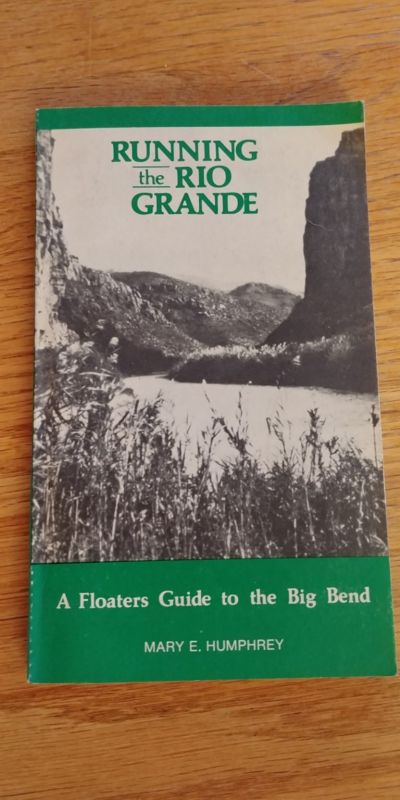 RUNNING
the RIO
GRANDE
A Floaters Guide to the Big Bend
MARY E. HUMPHREY